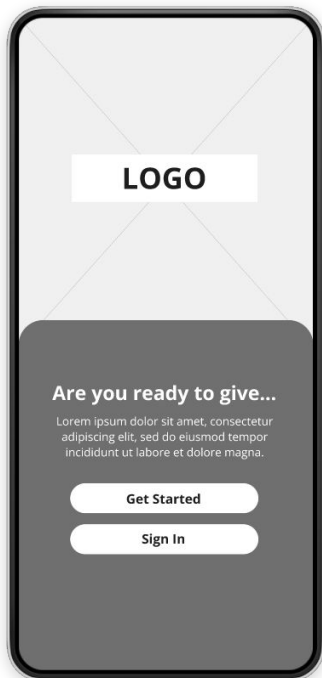 LOGO
Are you ready to give...
Lorem ipsum dolor sit amet, consectetur
adipiscing elit, sed do eiusmod tempor
incididunt ut labore et dolore magna.
Get Started
Sign In